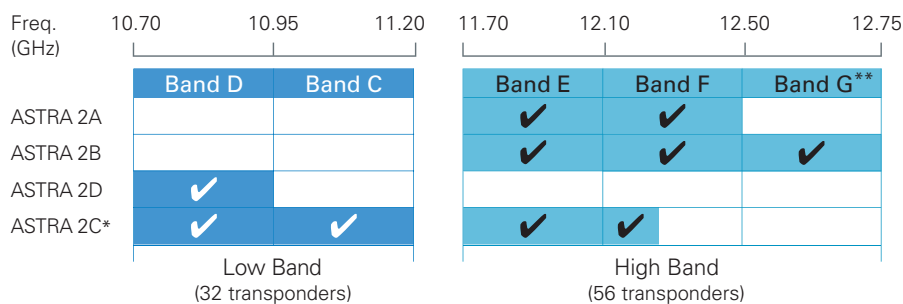 Freq. 10.70 10.95 11.20 11.70 12.10 12.50 12.75
(GHz)
Band D Band C Band E Band F Band G**
ASTRA 2A ✔ ✔
ASTRA 2B ✔ ✔ ✔
ASTRA 2D ✔
ASTRA 2C* ✔ ✔ ✔ ✔
Low Band High Band
(32 transponders) (56 transponders)